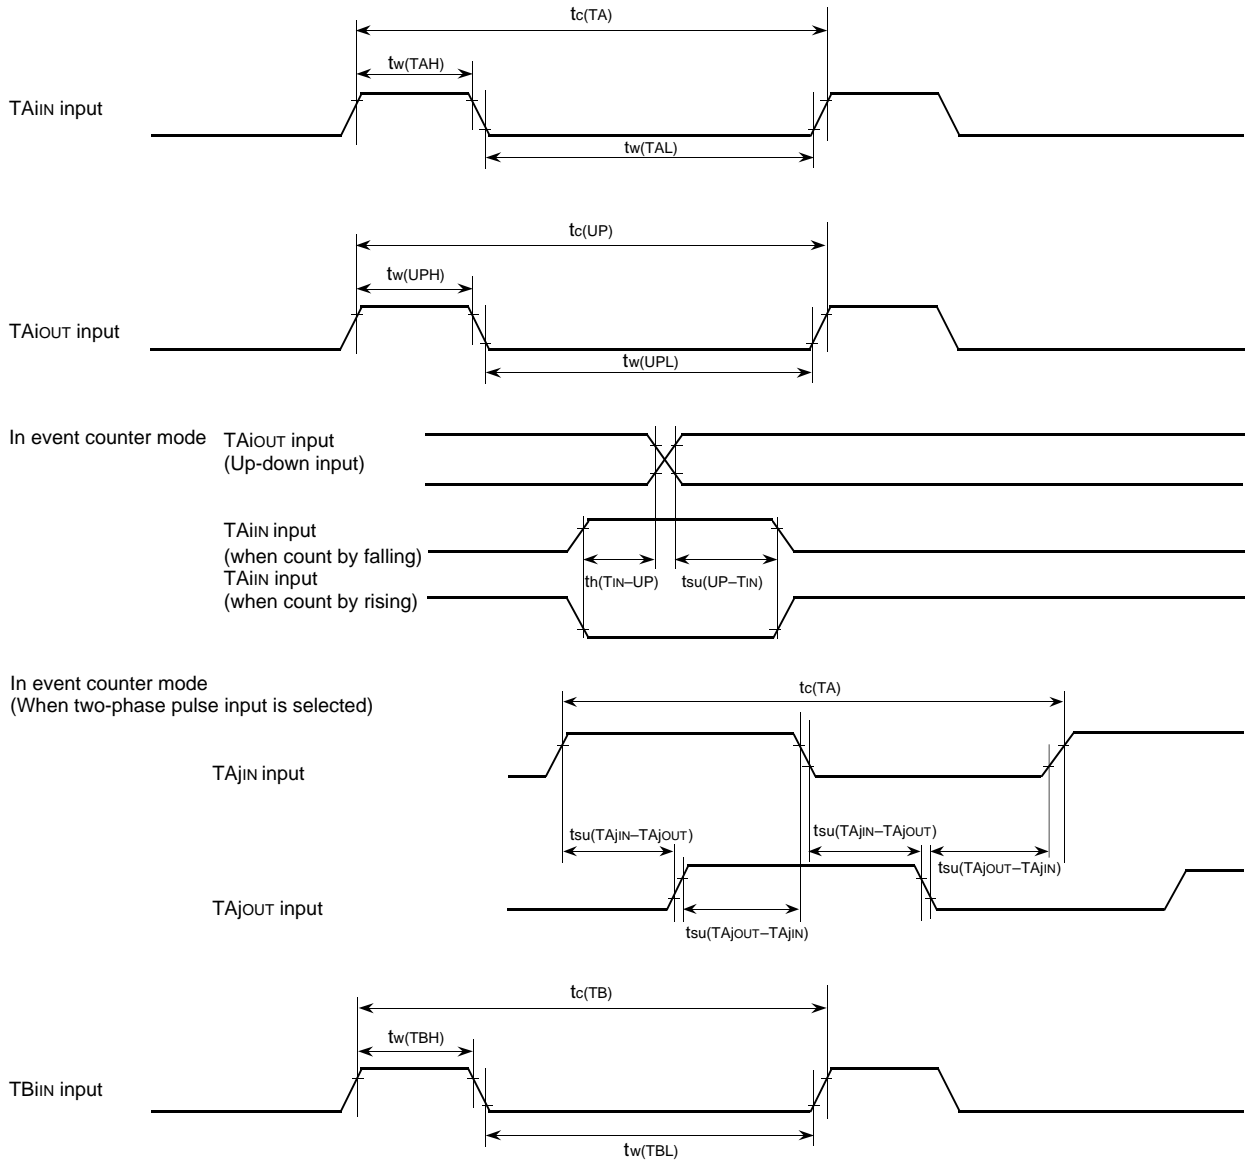 tc(TA)
tw(TAH)
TAiIN input
tw(TAL)
tc(UP)
tw(UPH)
TAiOUT input
tw(UPL)
In event counter mode
TAiOUT input
(Up-down input)
TAiIN input
(when count by falling)
th(TIN–UP)
tsu(UP–TIN)
TAiIN input
(when count by rising)
In event counter mode
(When two-phase pulse input is selected)
tc(TA)
TAjIN input
tsu(TAjIN–TAjOUT)
tsu(TAjIN–TAjOUT)
tsu(TAjOUT–TAjIN)
TAjOUT input
tsu(TAjOUT–TAjIN)
tc(TB)
tw(TBH)
TBiIN input
tw(TBL)